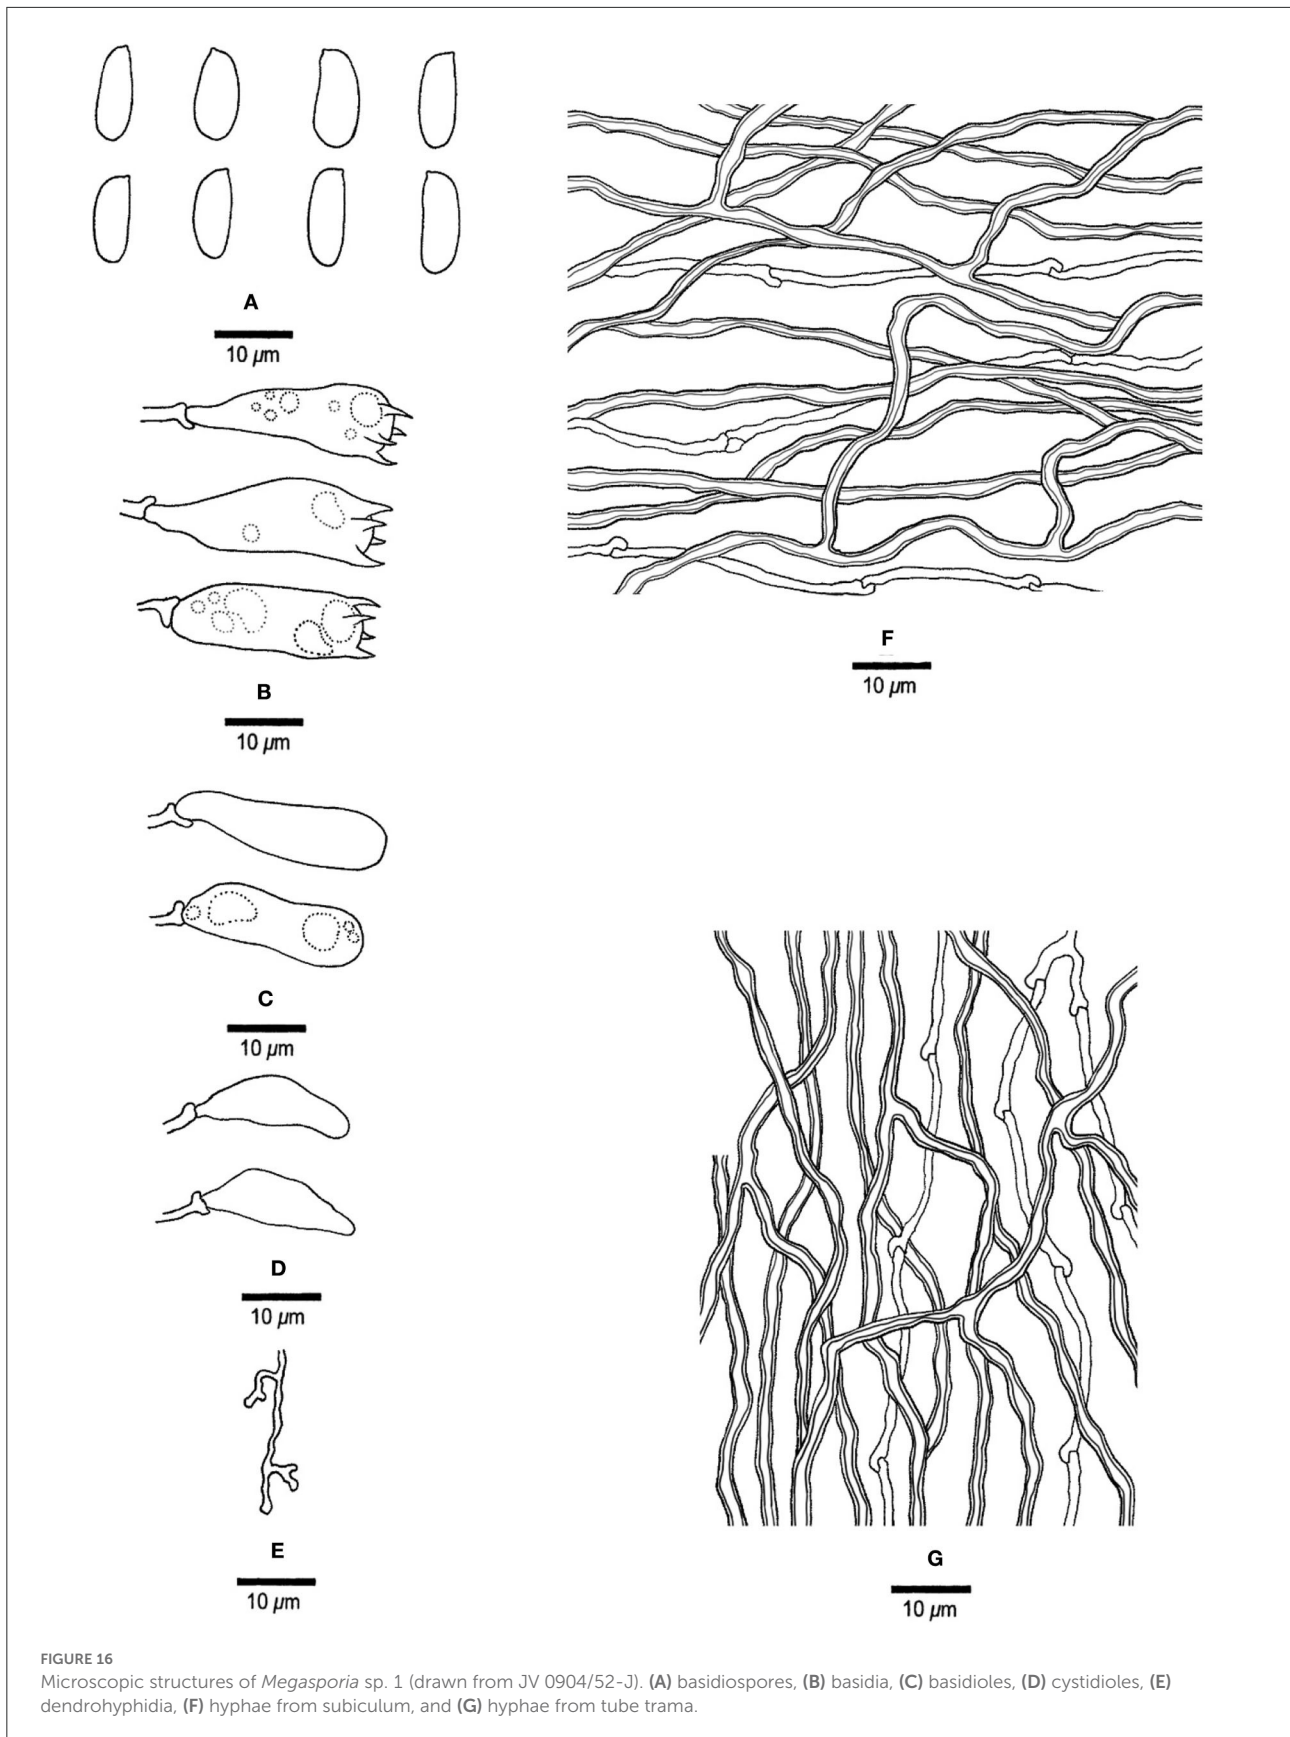 A
10 µm
B
10 µm
C
10 µm
D
10 µm
E
10 µm
F
10 µm
G
10 µm
FIGURE 16
Microscopic structures of Megasporia sp. 1 (drawn from JV 0904/52-J). (A) basidiospores, (B) basidia, (C) basidioles, (D) cystidioles, (E)
dendrohyphidia, (F) hyphae from subiculum, and (G) hyphae from tube trama.